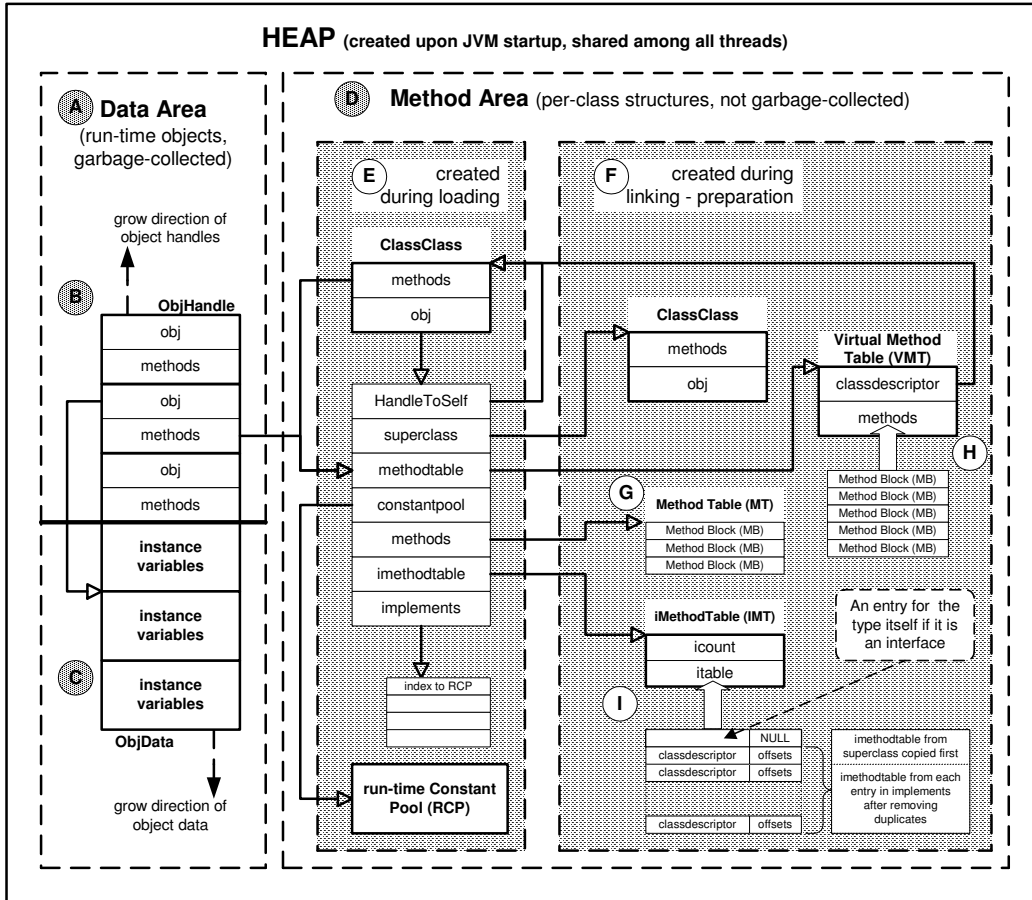 HEAP (created upon JVM startup, shared among all threads)
A
Data Area
(run-time objects,
garbage-collected)
grow direction of
object handles
B
ObjHandle
obj
methods
obj
methods
obj
methods
instance
variables
instance
variables
C
instance
variables
ObjData
grow direction of
object data
D
Method Area (per-class structures, not garbage-collected)
E
created
during loading
ClassClass
methods
obj
HandleToSelf
superclass
methodtable
constantpool
methods
imethodtable
implements
index to RCP
run-time Constant
Pool (RCP)
F
created during
linking - preparation
ClassClass
methods
obj
Virtual Method
Table (VMT)
classdescriptor
methods
H
Method Block (MB)
Method Block (MB)
Method Block (MB)
Method Block (MB)
Method Block (MB)
G
Method Table (MT)
Method Block (MB)
Method Block (MB)
Method Block (MB)
iMethodTable (IMT)
icount
itable
An entry for the
type itself if it is
an interface
I
NULL
classdescriptor offsets
classdescriptor offsets
classdescriptor offsets
imethodtable from
superclass copied first
imethodtable from each
entry in implements
after removing
duplicates